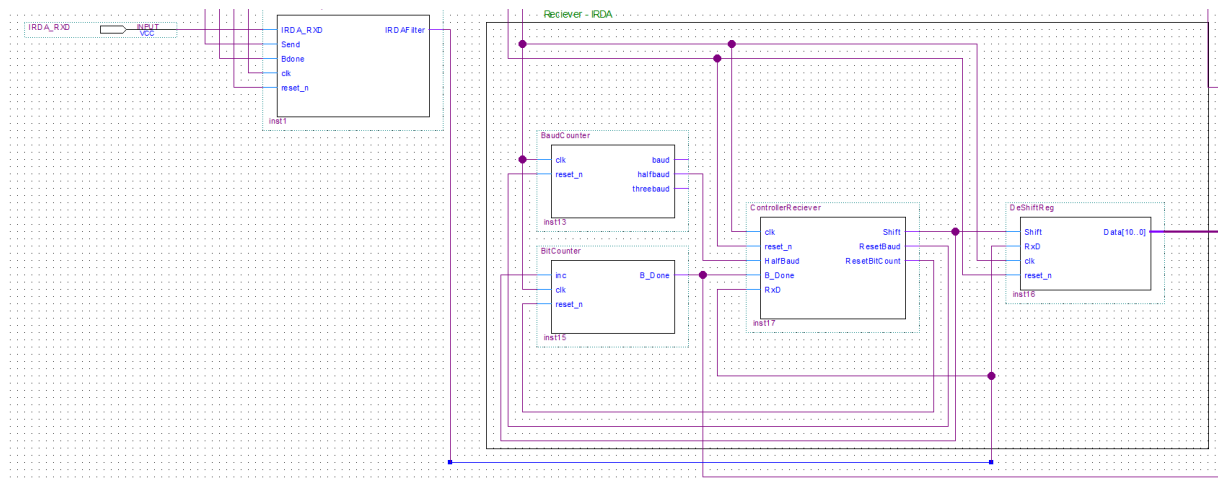 Reciever - IRDA
IRDA_RXD
INPUT
VCC
IRDA_RXD
IRDAFilter
Send
Bdone
clk
reset_n
inst1
BaudCounter
clk
baud
reset_n
halfbaud
threebaud
inst13
BitCounter
inc
B_Done
clk
reset_n
inst15
ControllerReciever
clk
Shift
reset_n
ResetBaud
HalfBaud
ResetBitCount
B_Done
RxD
inst17
DeShiftReg
Shift
Data[10..0]
RxD
clk
reset_n
inst16